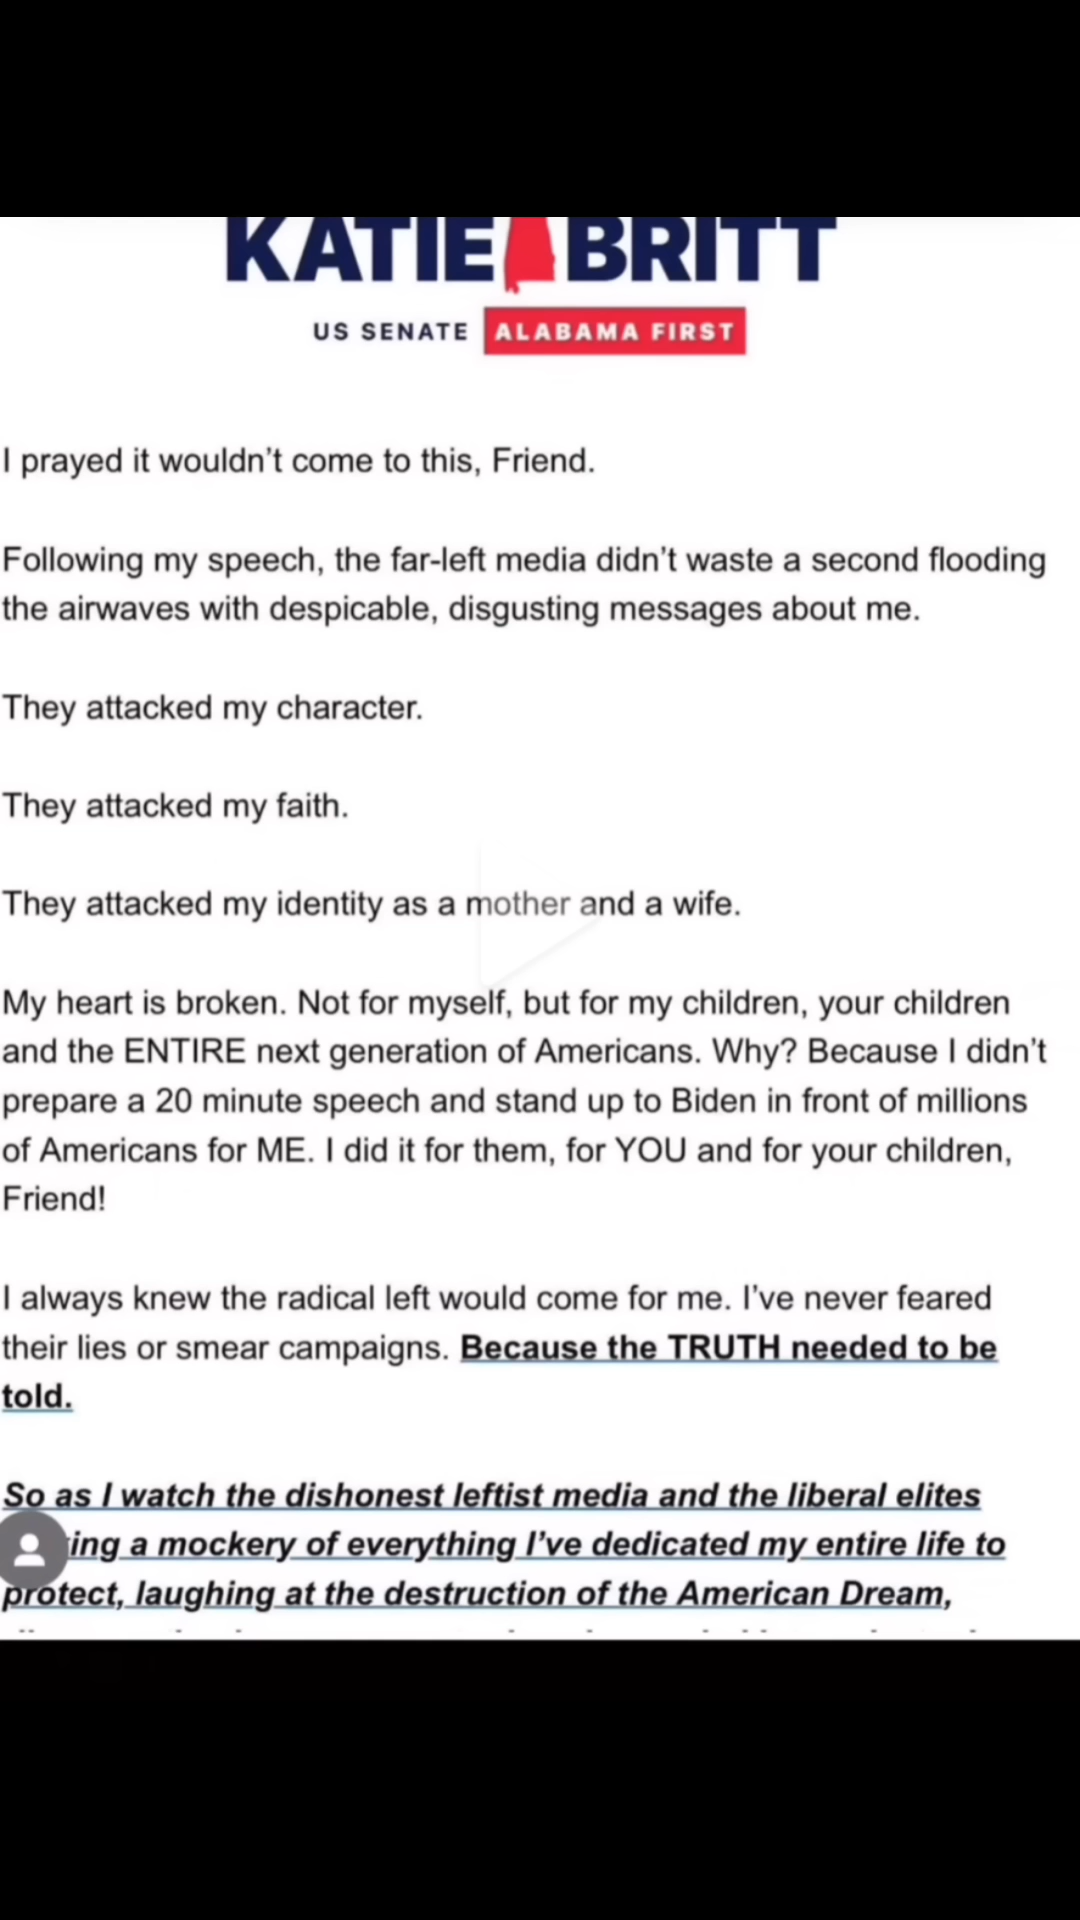 KATIE BRITT
US SENATE ALABAMA FIRST
I prayed it wouldn't come to this, Friend.
Following my speech, the far-left media didn't waste a second flooding
the airwaves with despicable, disgusting messages about me.
They attacked my character.
They attacked my faith.
They attacked my identity as a mother and a wife.
My heart is broken. Not for myself, but for my children, your children
and the ENTIRE next generation of Americans. Why? Because I didn't
prepare a 20 minute speech and stand up to Biden in front of millions
of Americans for ME. I did it for them, for YOU and for your children,
Friend!
I always knew the radical left would come for me. I've never feared
their lies or smear campaigns. Because the TRUTH needed to be
told.
So as I watch the dishonest leftist media and the liberal elites
ing a mockery of everything I've dedicated my entire life to
protect, laughing at the destruction of the American Dream,